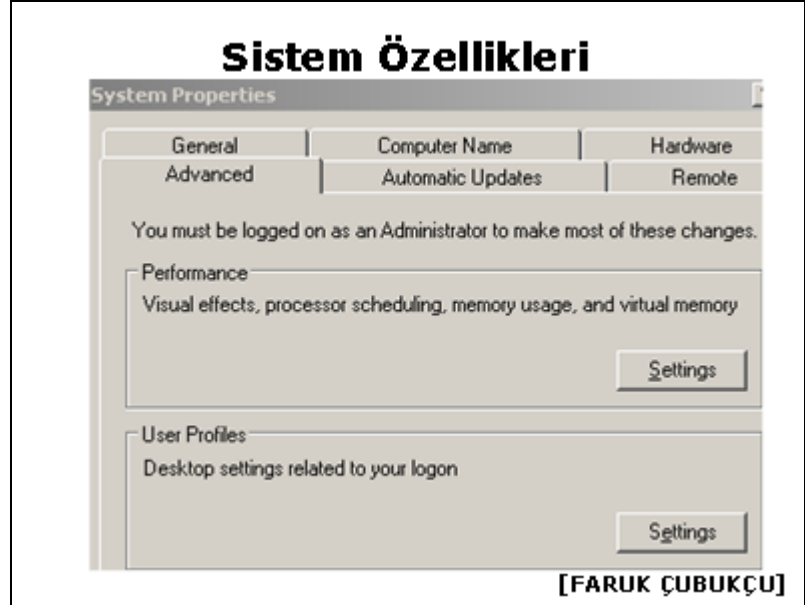 Sistem Özellikleri
System Properties
General Computer Name Hardware
Advanced Automatic Updates Remote
You must be logged on as an Administrator to make most of these changes.
Performance
Visual effects, processor scheduling, memory usage, and virtual memory
Settings
User Profiles
Desktop settings related to your logon
Settings
[FARUK ÇUBUKÇU]